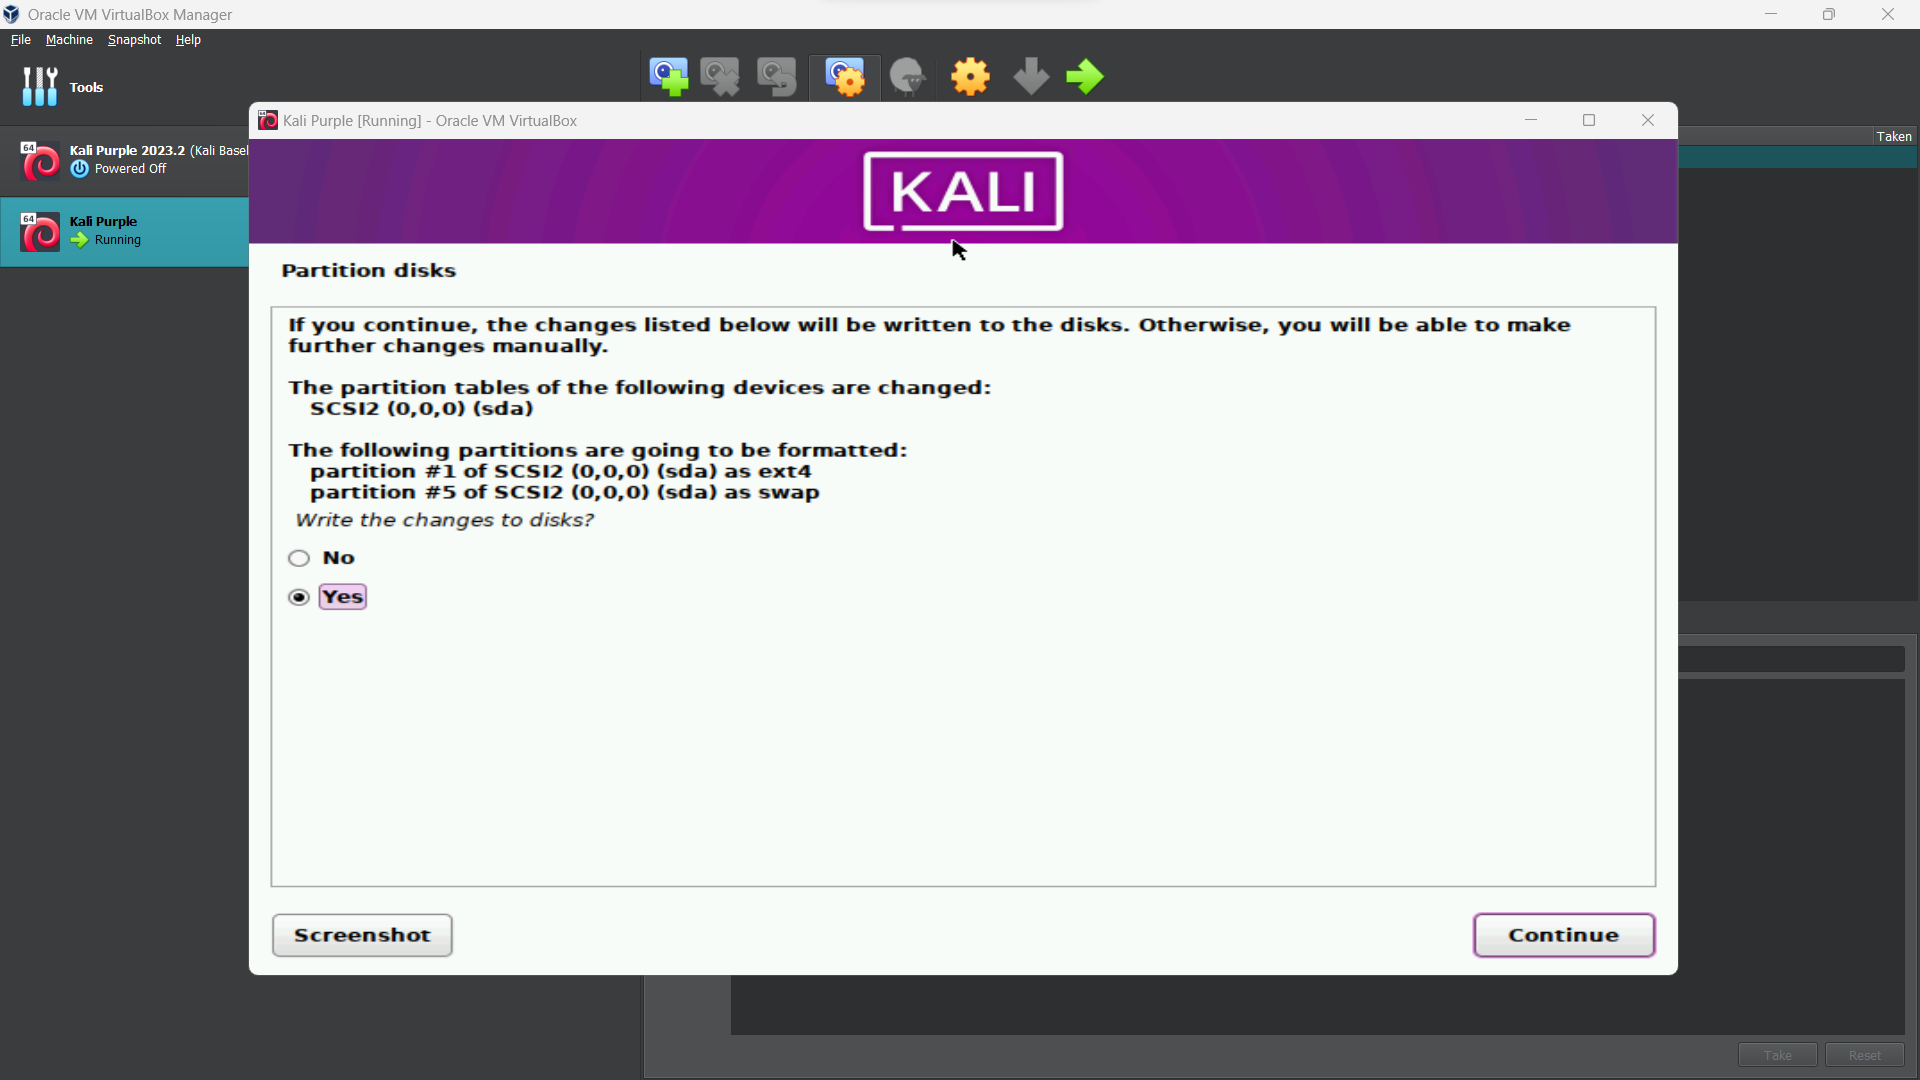 Oracle VM VirtualBox Manager
File Machine Snapshot Help
Tools
Taken
64
Kali Purple 2023.2 (Kali Basel
Powered Off
64
Kali Purple
Running
64
Kali Purple [Running] - Oracle VM VirtualBox
KALI
Partition disks
If you continue, the changes listed below will be written to the disks. Otherwise, you will be able to make
further changes manually.
The partition tables of the following devices are changed:
SCSI2 (0,0,0) (sda)
The following partitions are going to be formatted:
partition #1 of SCSI2 (0,0,0) (sda) as ext4
partition #5 of SCSI2 (0,0,0) (sda) as swap
Write the changes to disks?
No
Yes
Screenshot
Continue
Take
Reset